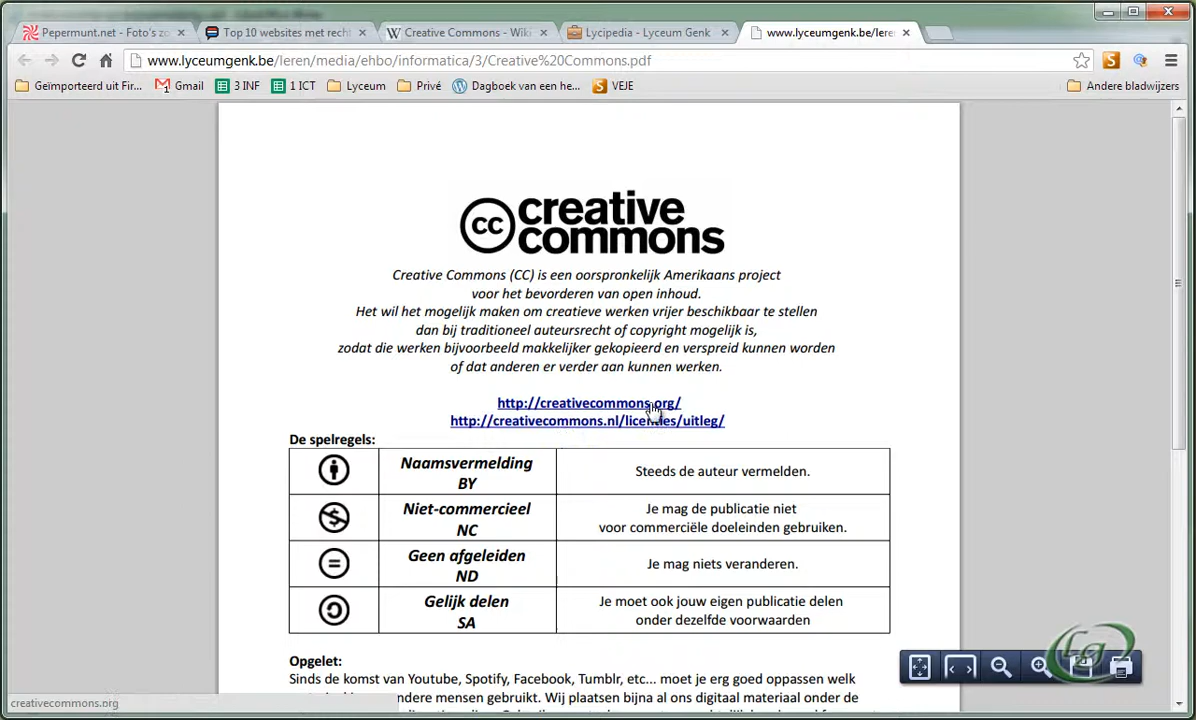 Pepermunt.net - Foto's zo
Top 10 websites met rech
Creative Commons - Wiki
Lycipedia - Lyceum Genk
www.lyceumgenk.be/leren
www.lyceumgenk.be/leren/media/ehbo/informatica/3/Creative%20Commons.pdf
Geïmporteerd uit Fir...
Gmail
3 INF
1 ICT
Lyceum
Privé
Dagboek van een he...
VEJE
Andere bladwijzers
cc creative commons
Creative Commons (CC) is een oorspronkelijk Amerikaans project
voor het bevorderen van open inhoud.
Het wil het mogelijk maken om creatieve werken vrijer beschikbaar te stellen
dan bij traditioneel auteursrecht of copyright mogelijk is,
zodat die werken bijvoorbeeld makkelijker gekopieerd en verspreid kunnen worden
of dat anderen er verder aan kunnen werken.
http://creativecommons.org/
http://creativecommons.nl/licenties/uitleg/
De spelregels:
Naamsvermelding
BY
Steeds de auteur vermelden.
Niet-commercieel
NC
Je mag de publicatie niet
voor commerciële doeleinden gebruiken.
Geen afgeleiden
ND
Je mag niets veranderen.
Gelijk delen
SA
Je moet ook jouw eigen publicatie delen
onder dezelfde voorwaarden
Opgelet:
Sinds de komst van Youtube, Spotify, Facebook, Tumblr, etc... moet je erg goed oppassen welk
andere mensen gebruikt. Wij plaatsen bijna al ons digitaal materiaal onder de
creativecommons.org
Lg